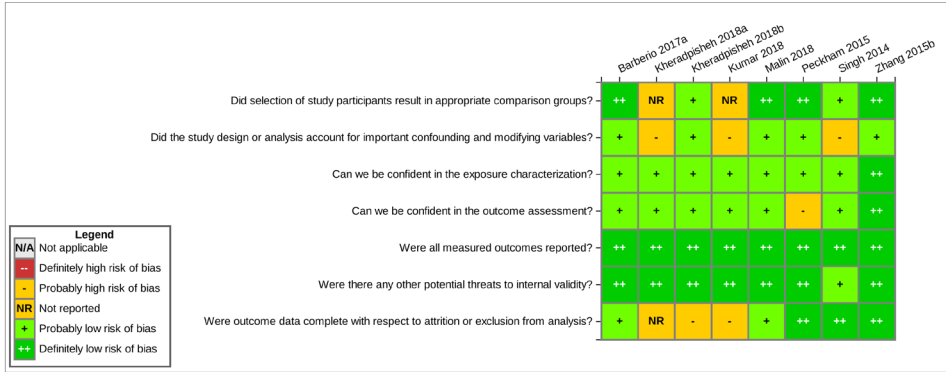 Barberio 2017a
Kheradpisheh 2018a
Kheradpisheh 2018b
Kumar 2018
Malin 2018
Peckham 2015
Singh 2014
Zhang 2015b
Did selection of study participants result in appropriate comparison groups? ++ NR + NR ++ ++ + ++
Did the study design or analysis account for important confounding and modifying variables? + - + - + + - +
Can we be confident in the exposure characterization? + + + + + + + ++
Can we be confident in the outcome assessment? + + + + + - + ++
Were all measured outcomes reported? ++ ++ ++ ++ ++ ++ ++ ++
Were there any other potential threats to internal validity? ++ ++ ++ ++ ++ ++ + ++
Were outcome data complete with respect to attrition or exclusion from analysis? + NR - - + ++ ++ ++
Legend
N/A Not applicable
-- Definitely high risk of bias
- Probably high risk of bias
NR Not reported
+ Probably low risk of bias
++ Definitely low risk of bias